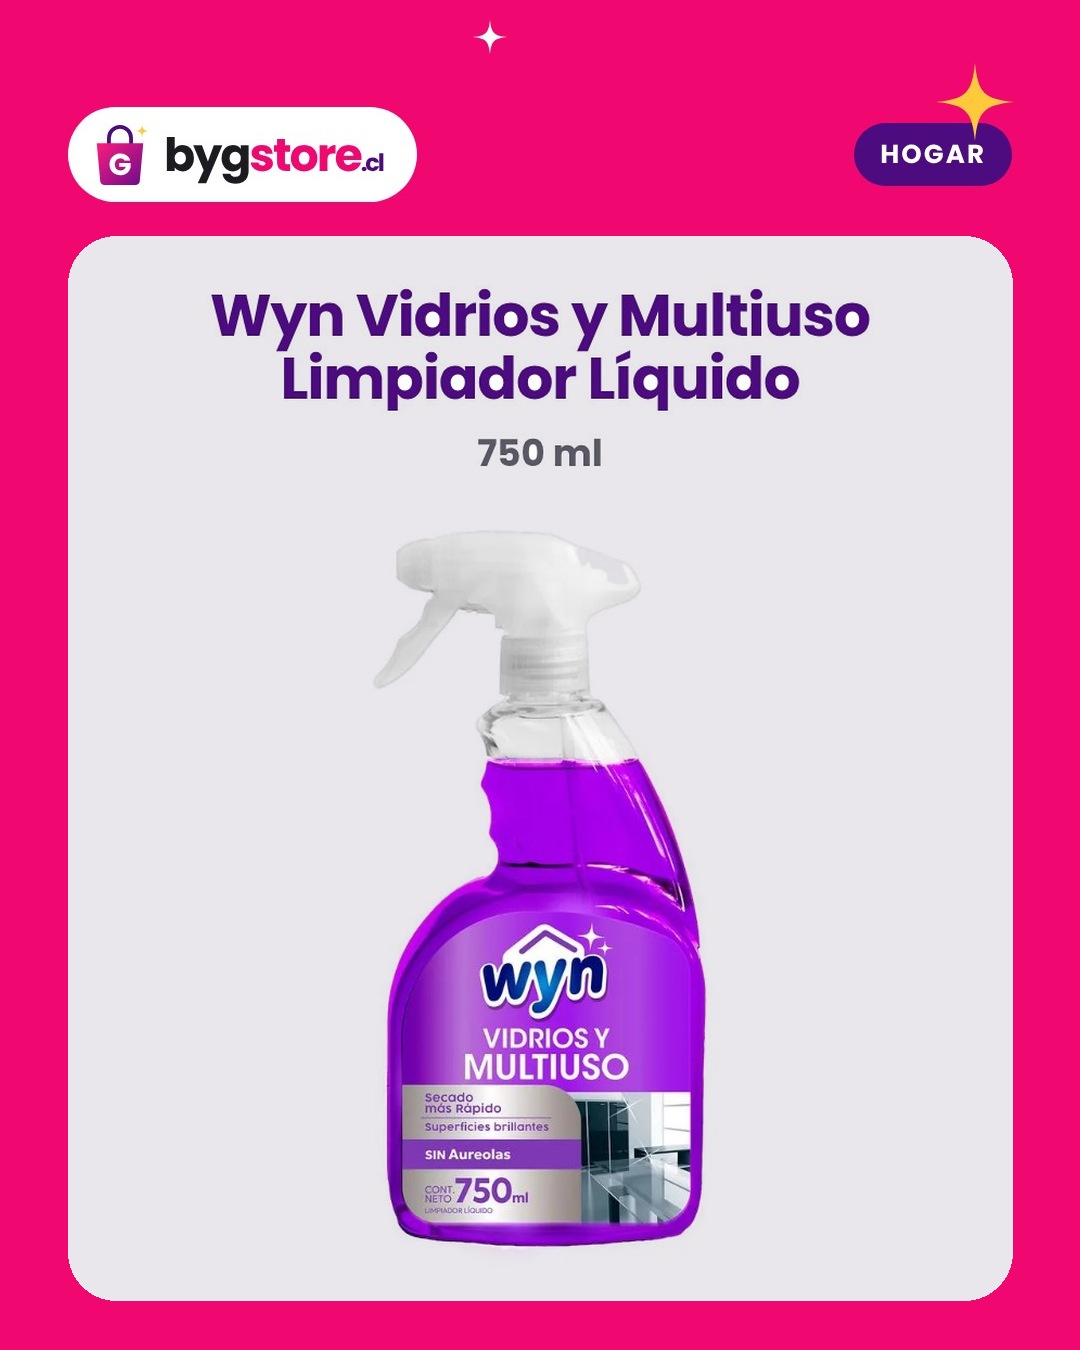 bygstore.cl
HOGAR
Wyn Vidrios y Multiuso
Limpiador Líquido
750 ml
wyn
VIDRIOS Y
MULTIUSO
Secado
más Rápido
Superficies brillantes
SIN Aureolas
CONT.
NETO 750ml
LIMPIADOR LÍQUIDO